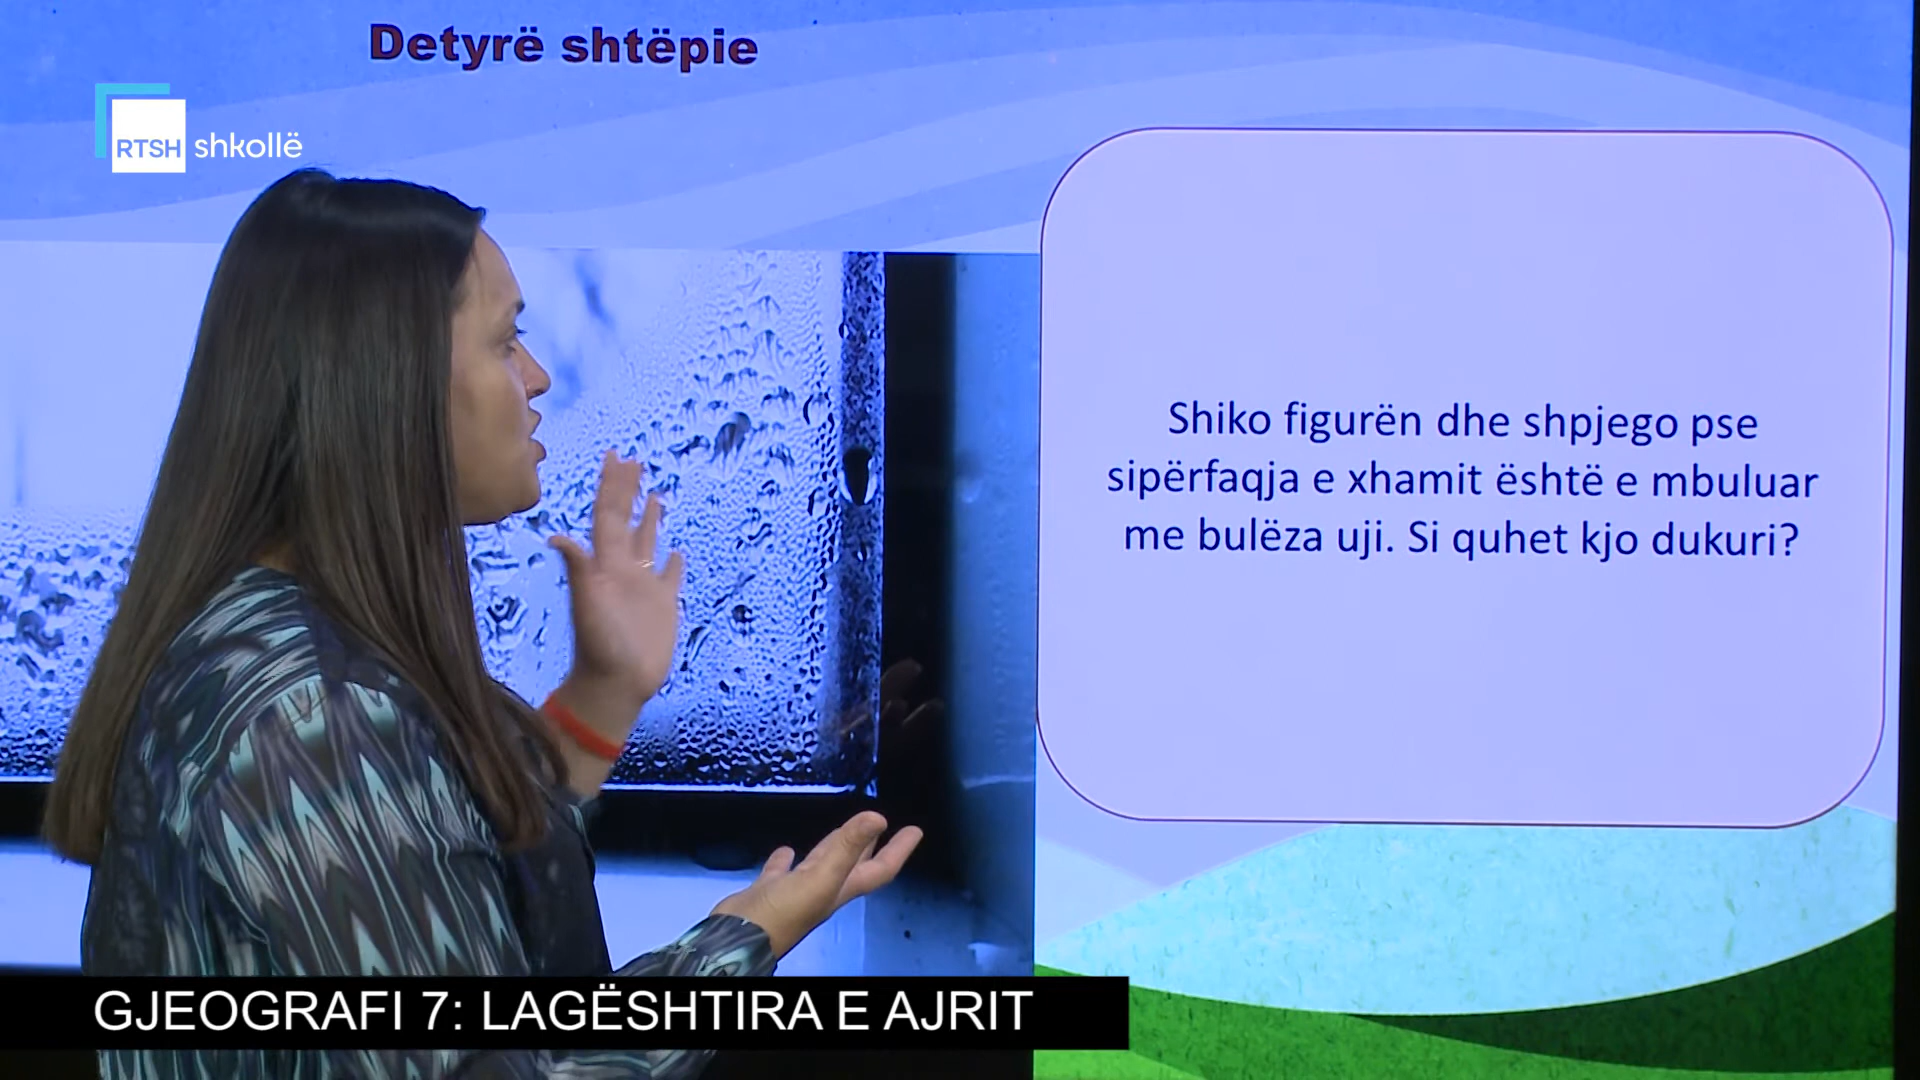 Detyrë shtëpie
RTSH shkollë
Shiko figurën dhe shpjego pse
sipërfaqja e xhamit është e mbuluar
me bulëza uji. Si quhet kjo dukuri?
GJEOGRAFI 7: LAGËSHTIRA E AJRIT